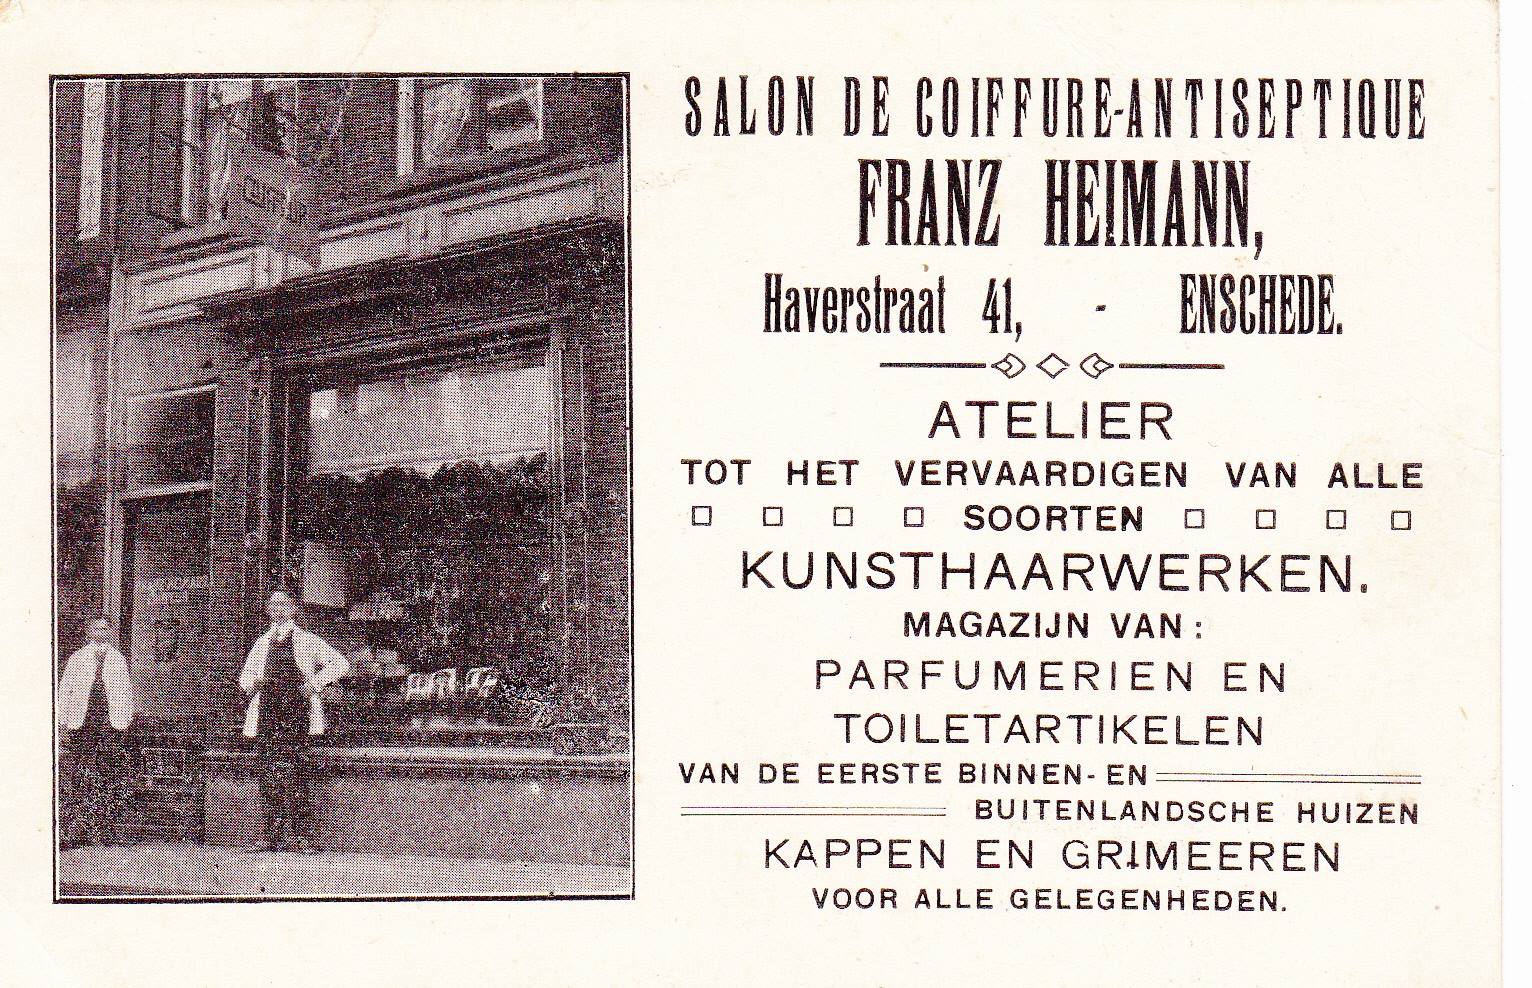 SALON DE COIFFURE-ANTISEPTIQUE
FRANZ HEIMANN,
Haverstraat 41, - ENSCHEDE.
ATELIER
TOT HET VERVAARDIGEN VAN ALLE
SOORTEN
KUNSTHAARWERKEN.
MAGAZIJN VAN:
PARFUMERIEN EN
TOILETARTIKELEN
VAN DE EERSTE BINNEN- EN
BUITENLANDSCHE HUIZEN
KAPPEN EN GRIMEEREN
VOOR ALLE GELEGENHEDEN.